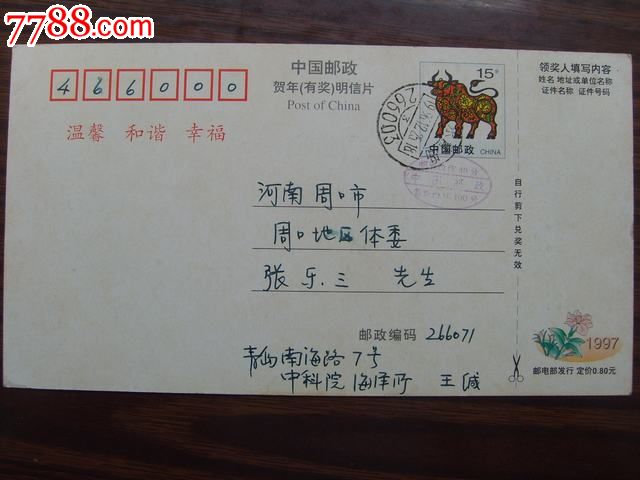 7788.com
中国邮政
贺年(有奖)明信片
Post of China
466000
温馨 和谐 幸福
15分
中国邮政 CHINA
领奖人填写内容
姓名 地址或单位名称
证件名称 证件号码
265003
河南周口市
周口地区体委
张乐三 先生
自行剪下兑奖无效
邮政编码 266071
青岛南海路7号
中科院海洋所 王
1997
邮电部发行 定价0.80元